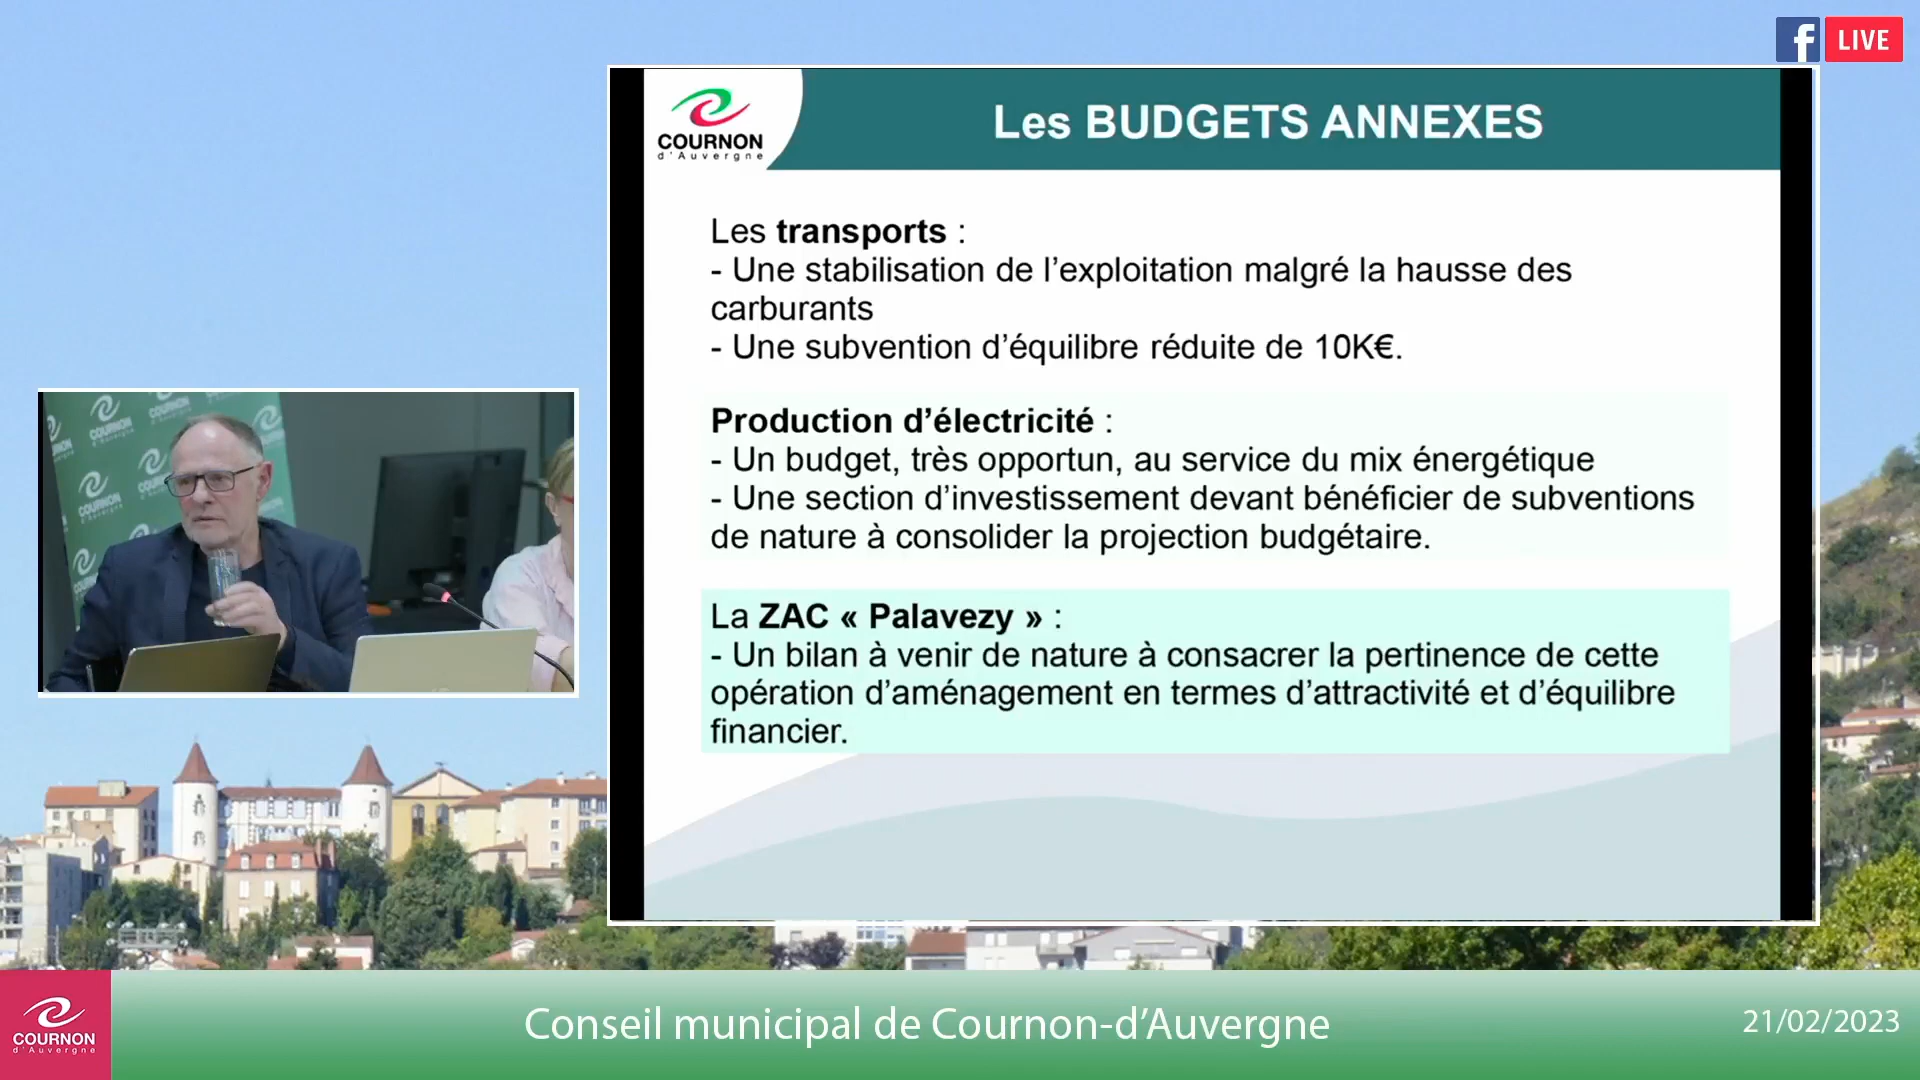 LIVE
COURNON
d'Auvergne
Les BUDGETS ANNEXES
Les transports :
- Une stabilisation de l’exploitation malgré la hausse des
carburants
- Une subvention d’équilibre réduite de 10K€.
Production d’électricité :
- Un budget, très opportun, au service du mix énergétique
- Une section d’investissement devant bénéficier de subventions
de nature à consolider la projection budgétaire.
La ZAC « Palavezy » :
- Un bilan à venir de nature à consacrer la pertinence de cette
opération d’aménagement en termes d’attractivité et d’équilibre
financier.
COURNON
COURNON
COURNON
COURNON
d'Auvergne
Conseil municipal de Cournon-d’Auvergne
21/02/2023